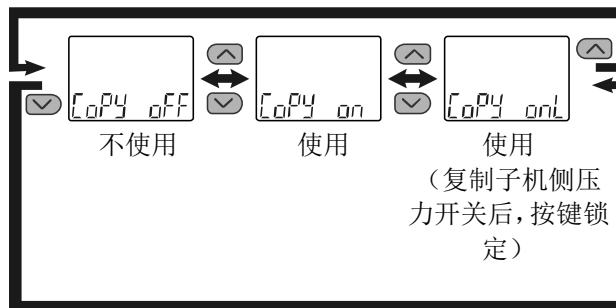 CoPY oFF
CoPY on
CoPY onL
不使用
使用
使用
（复制子机侧压
力开关后，按键锁
定）